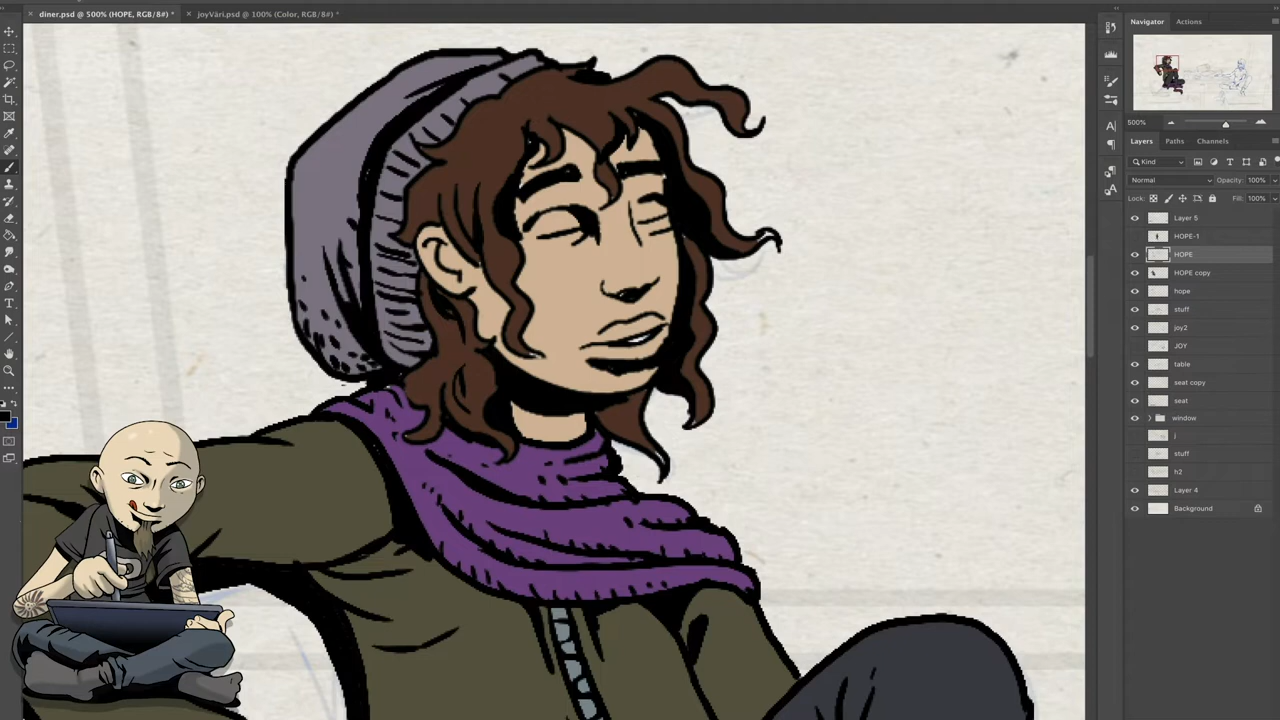 diner.psd @ 500% (HOPE, RGB/8#) *
joyVäri.psd @ 100% (Color, RGB/8#) *
Navigator Actions
500%
Layers Paths Channels
Kind
Normal Opacity: 100%
Lock: Fill: 100%
Layer 5
HOPE-1
HOPE
HOPE copy
hope
stuff
joy2
JOY
table
seat copy
seat
window
j
stuff
h2
Layer 4
Background